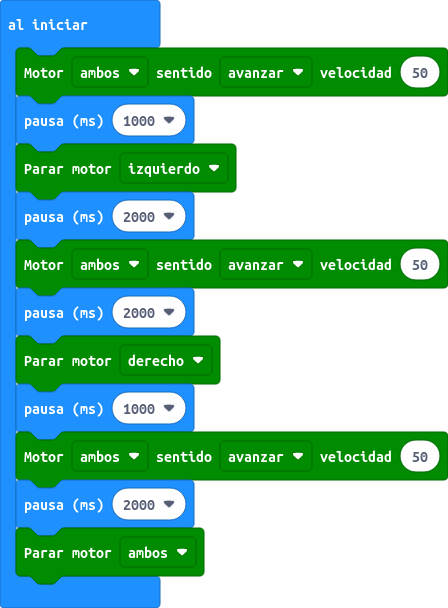 al iniciar
Motor ambos sentido avanzar velocidad 50
pausa (ms) 1000
Parar motor izquierdo
pausa (ms) 2000
Motor ambos sentido avanzar velocidad 50
pausa (ms) 2000
Parar motor derecho
pausa (ms) 1000
Motor ambos sentido avanzar velocidad 50
pausa (ms) 2000
Parar motor ambos